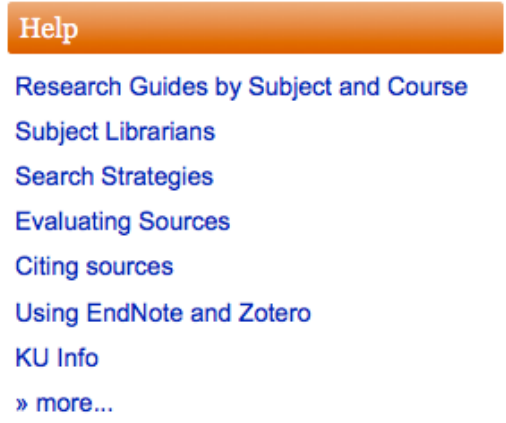 Help
Research Guides by Subject and Course
Subject Librarians
Search Strategies
Evaluating Sources
Citing sources
Using EndNote and Zotero
KU Info
» more...